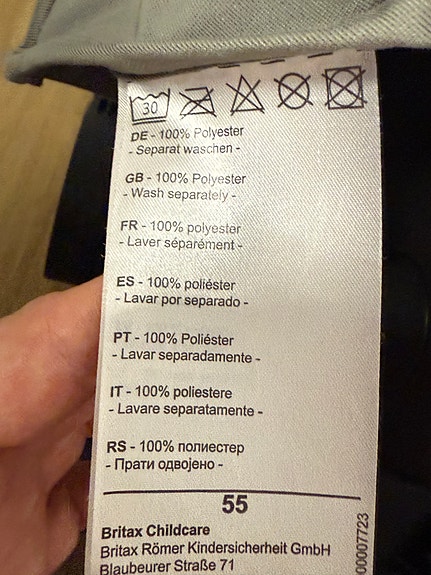 30
DE - 100% Polyester
- Separat waschen -
GB - 100% Polyester
- Wash separately -
FR - 100% polyester
- Laver séparément -
ES - 100% poliéster
- Lavar por separado -
PT - 100% Poliéster
- Lavar separadamente -
IT - 100% poliestere
- Lavare separatamente -
RS - 100% полиестер
- Прати одвојено -
55
Britax Childcare
Britax Römer Kindersicherheit GmbH
Blaubeurer Straße 71
00007723